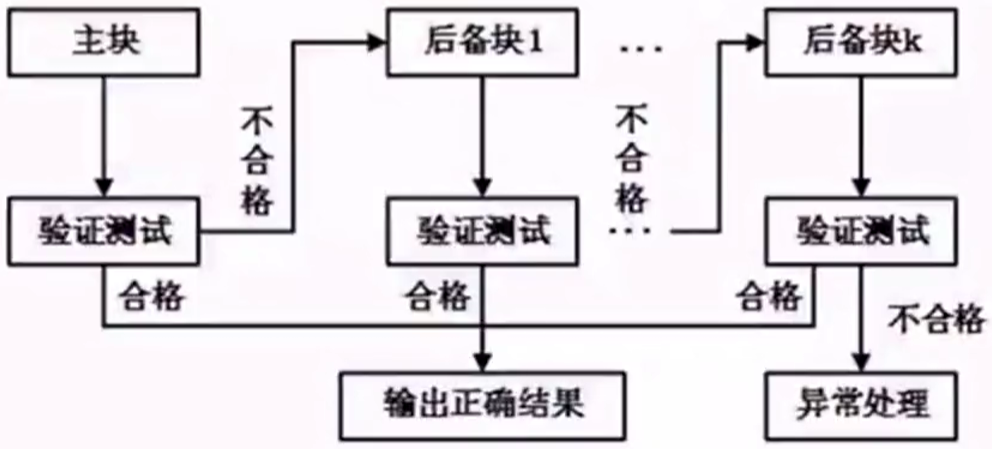 主块
后备块1
...
后备块k
不合格
不合格
验证测试
验证测试
...
验证测试
合格
合格
合格
不合格
输出正确结果
异常处理